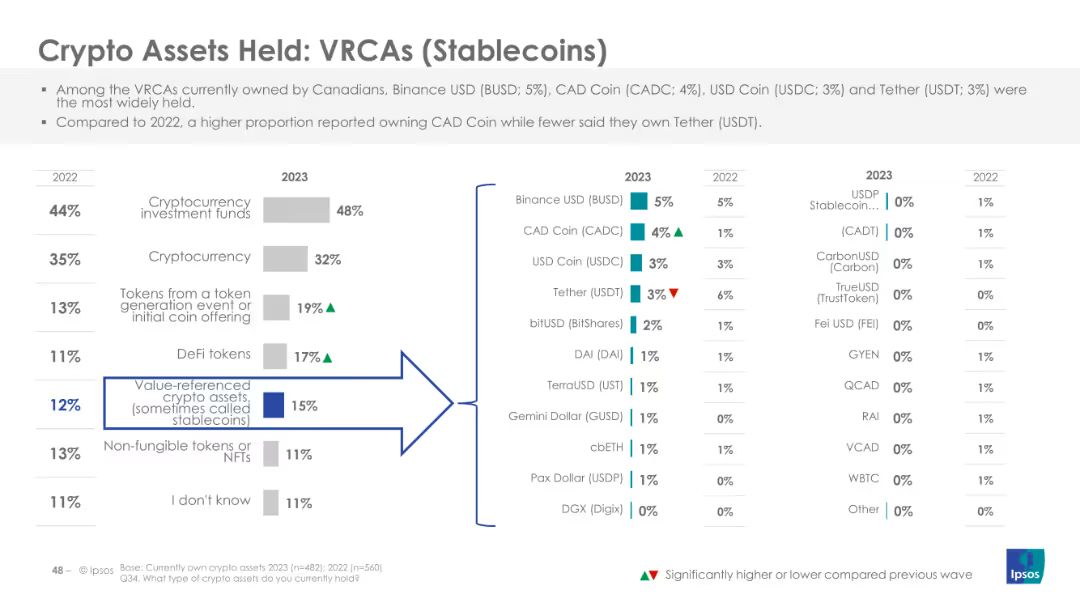 Crypto Assets Held: VRCAs (Stablecoins)
▪ Among the VRCAs currently owned by Canadians, Binance USD (BUSD; 5%), CAD Coin (CADC; 4%), USD Coin (USDC; 3%) and Tether (USDT; 3%) were
the most widely held.
▪ Compared to 2022, a higher proportion reported owning CAD Coin while fewer said they own Tether (USDT).
2022 2023
44% Cryptocurrency
investment funds 48%
35% Cryptocurrency 32%
13% Tokens from a token
generation event or
initial coin offering 19% ▲
11% DeFi tokens 17% ▲
12% Value-referenced
crypto assets,
(sometimes called
stablecoins) 15%
13% Non-fungible tokens or
NFTs 11%
11% I don't know 11%
2023 2022
Binance USD (BUSD) 5% 5%
CAD Coin (CADC) 4% ▲ 1%
USD Coin (USDC) 3% 3%
Tether (USDT) 3% ▼ 6%
bitUSD (BitShares) 2% 1%
DAI (DAI) 1% 1%
TerraUSD (UST) 1% 1%
Gemini Dollar (GUSD) 1% 0%
cbETH 1% 1%
Pax Dollar (USDP) 1% 0%
DGX (Digix) 0% 0%
2023 2022
USDP
Stablecoin... 0% 1%
(CADT) 0% 1%
CarbonUSD
(Carbon) 0% 1%
TrueUSD
(TrustToken) 0% 0%
Fei USD (FEI) 0% 0%
GYEN 0% 1%
QCAD 0% 1%
RAI 0% 1%
VCAD 0% 1%
WBTC 0% 1%
Other 0% 0%
48 – © Ipsos
Base: Currently own crypto assets 2023 (n=482); 2022 (n=560)
Q34. What type of crypto assets do you currently hold?
▲▼ Significantly higher or lower compared previous wave
Ipsos